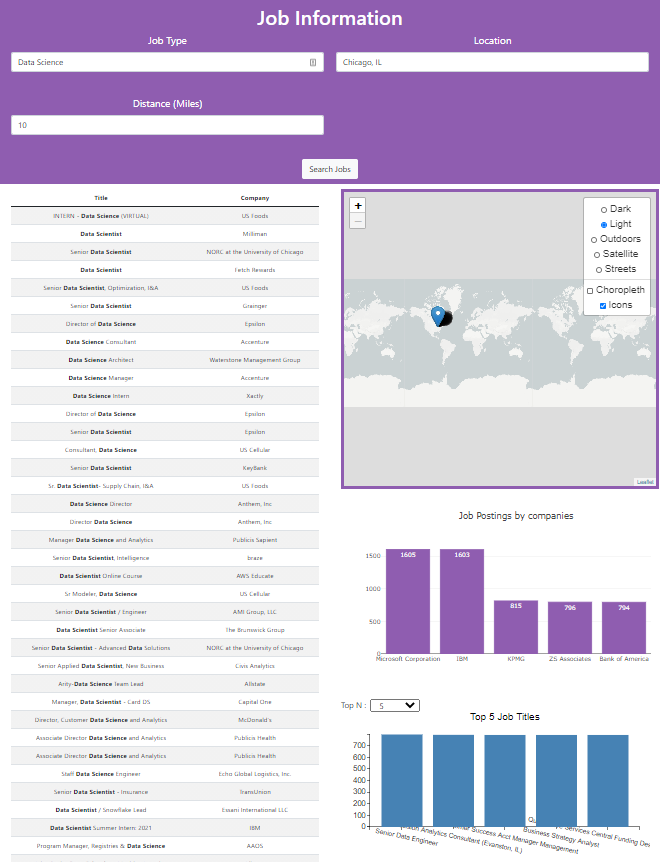 Job Information
Job Type
Location
Data Science
Chicago, IL
Distance (Miles)
10
Search Jobs
Title Company
INTERN - Data Science (VIRTUAL) US Foods
Data Scientist Milliman
Senior Data Scientist NORC at the University of Chicago
Data Scientist Fetch Rewards
Senior Data Scientist, Optimization, I&A US Foods
Senior Data Scientist Grainger
Director of Data Science Epsilon
Data Science Consultant Accenture
Data Science Architect Waterstone Management Group
Data Science Manager Accenture
Data Science Intern Xactly
Director of Data Science Epsilon
Senior Data Scientist Epsilon
Consultant, Data Science US Cellular
Senior Data Scientist KeyBank
Sr. Data Scientist- Supply Chain, I&A US Foods
Data Science Director Anthem, Inc
Director Data Science Anthem, Inc
Manager Data Science and Analytics Publicis Sapient
Senior Data Scientist, Intelligence braze
Data Scientist Online Course AWS Educate
Sr Modeler, Data Science US Cellular
Senior Data Scientist / Engineer AMI Group, LLC
Data Scientist Senior Associate The Brunswick Group
Senior Data Scientist - Advanced Data Solutions NORC at the University of Chicago
Senior Applied Data Scientist, New Business Civis Analytics
Arity-Data Science Team Lead Allstate
Manager, Data Scientist - Card DS Capital One
Director, Customer Data Science and Analytics McDonald's
Associate Director Data Science and Analytics Publicis Health
Associate Director Data Science and Analytics Publicis Health
Staff Data Science Engineer Echo Global Logistics, Inc.
Senior Data Scientist - Insurance TransUnion
Data Scientist / Snowflake Lead Essani International LLC
Data Scientist Summer Intern: 2021 IBM
Program Manager, Registries & Data Science AAOS
+
−
Dark
Light
Outdoors
Satellite
Streets
Choropleth
Icons
Leaflet
Job Postings by companies
1500
1000
500
0
1605
1603
815
796
794
Microsoft Corporation
IBM
KPMG
ZS Associates
Bank of America
Top N :
5
Top 5 Job Titles
700
600
500
400
300
200
100
0
Senior Data Engineer
Analytics Consultant (Evanston, IL)
Success Acct Manager Management
Business Strategy Analyst
Services Central Funding